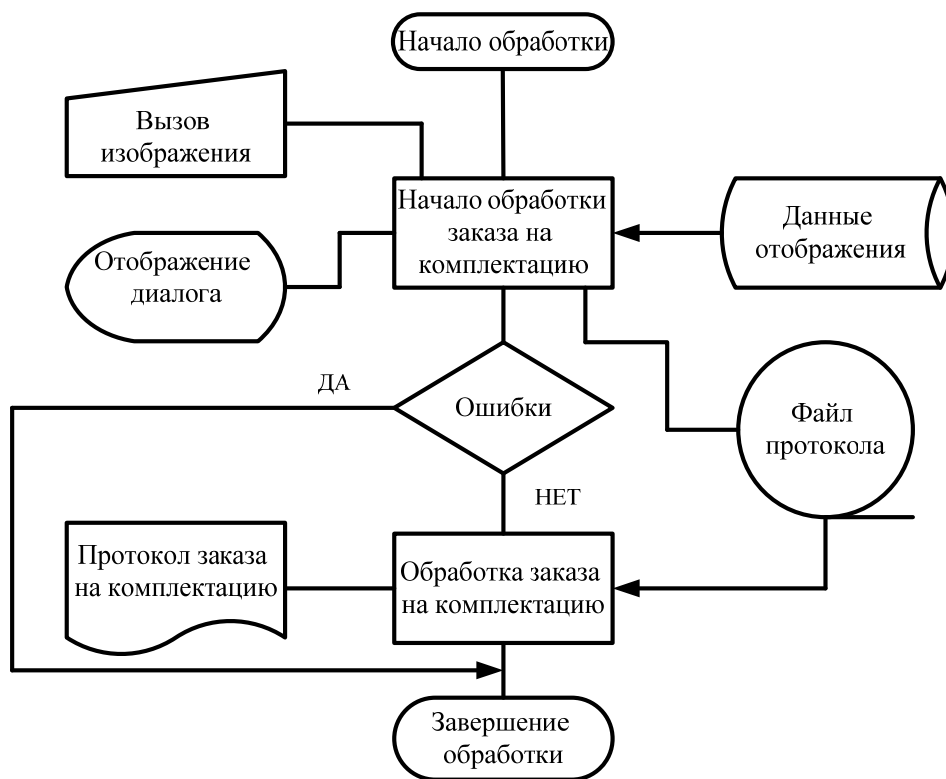 Начало обработки
Вызов
изображения
Начало обработки
заказа на
комплектацию
Данные
отображения
Отображение
диалога
ДА
Ошибки
Файл
протокола
НЕТ
Протокол заказа
на комплектацию
Обработка заказа
на комплектацию
Завершение
обработки